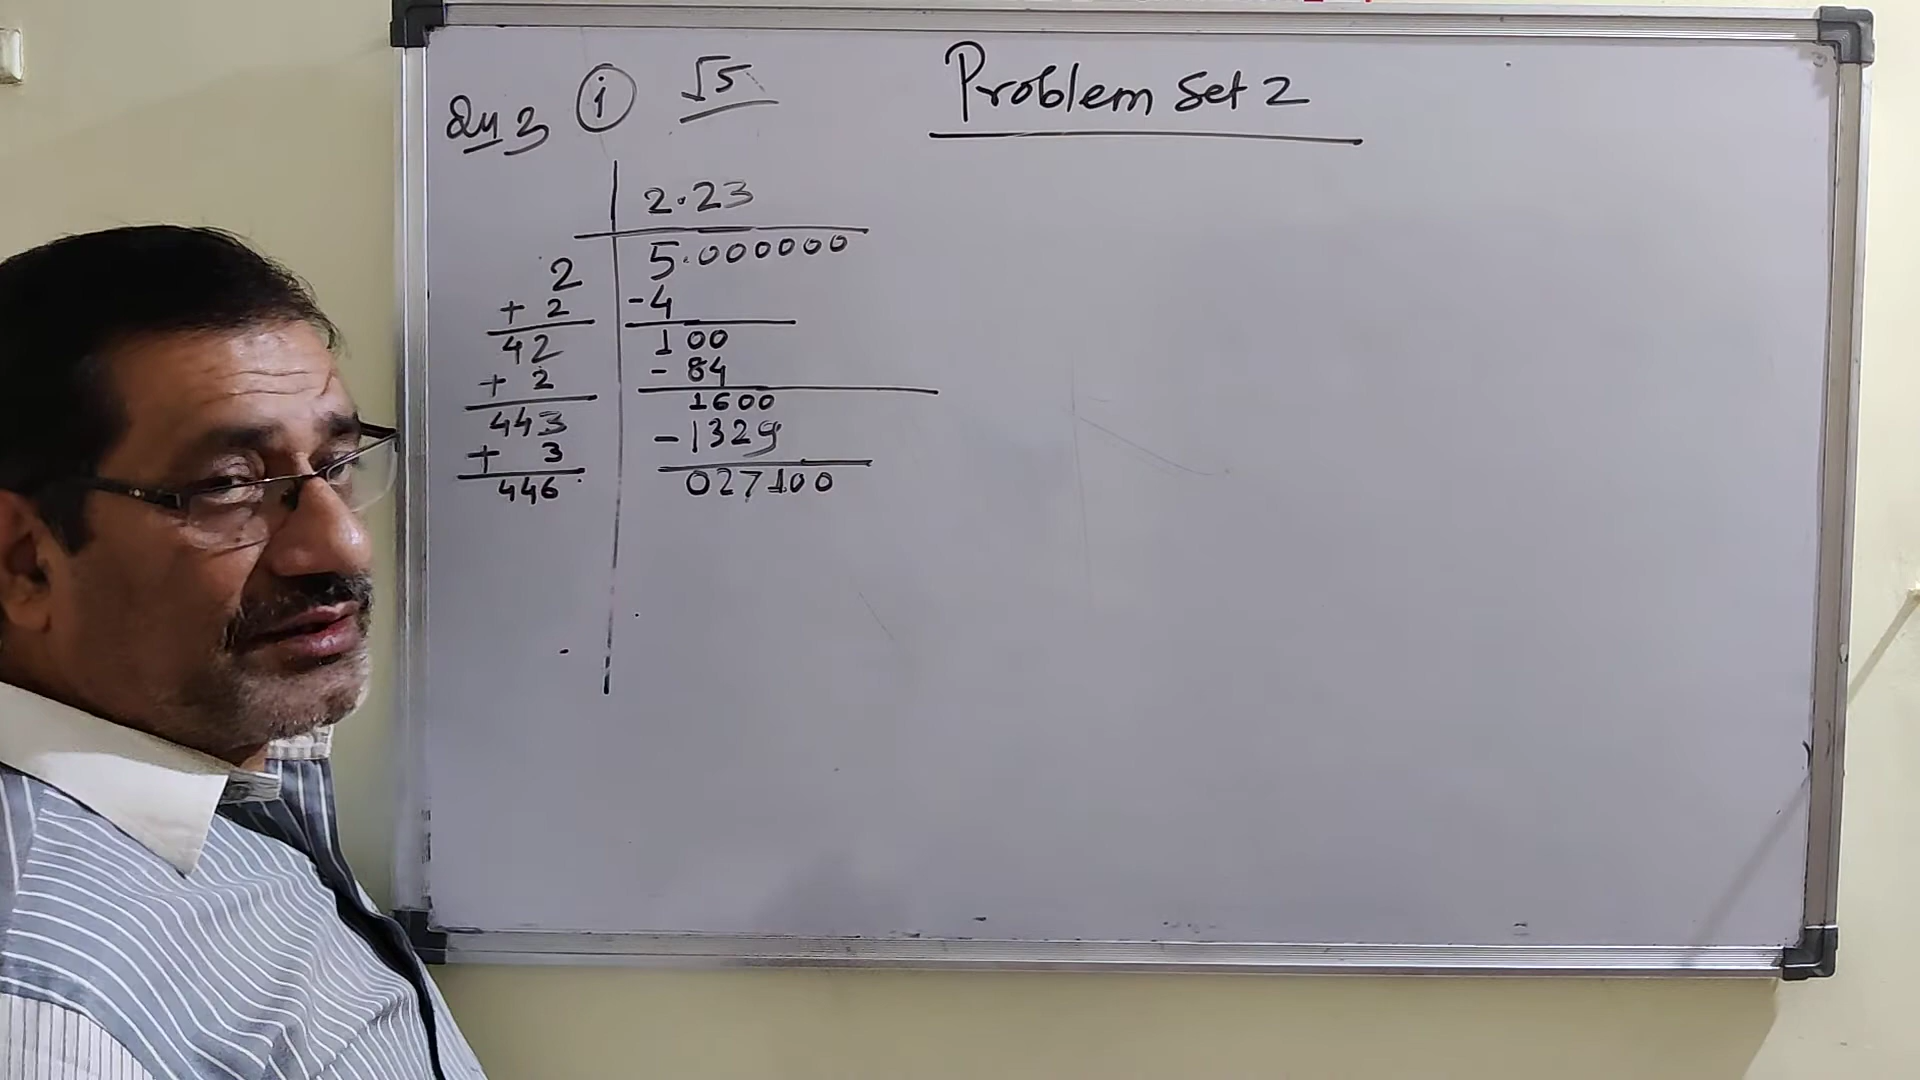 Qu 3 (i) √5
Problem Set 2
2.23
2 5.000000
+ 2 -4
42 100
+ 2 - 84
443 1600
+ 3 -1329
446 027100